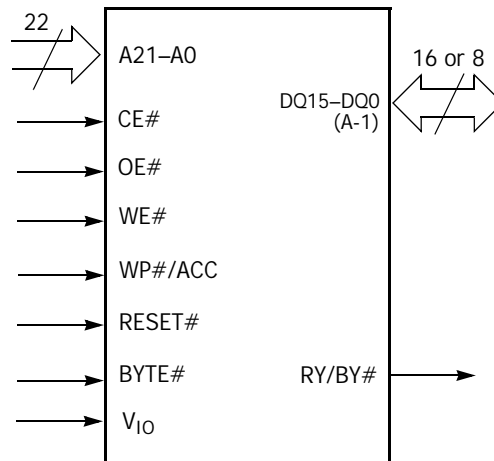 22
A21–A0
16 or 8
DQ15–DQ0
(A-1)
CE#
OE#
WE#
WP#/ACC
RESET#
BYTE#
RY/BY#
VIO